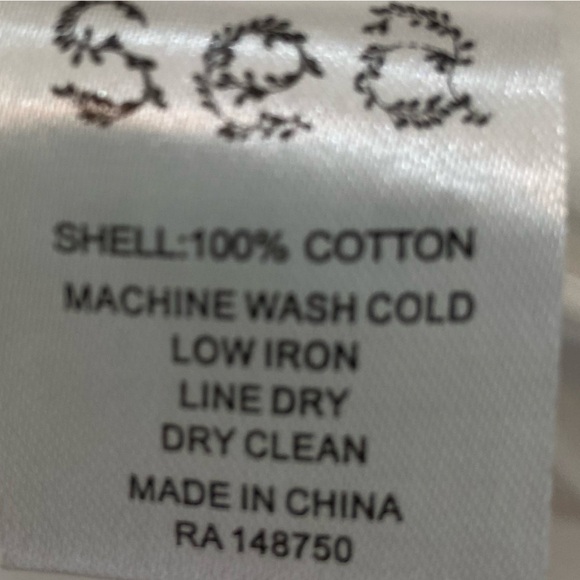 Sea
SHELL:100% COTTON
MACHINE WASH COLD
LOW IRON
LINE DRY
DRY CLEAN
MADE IN CHINA
RA 148750